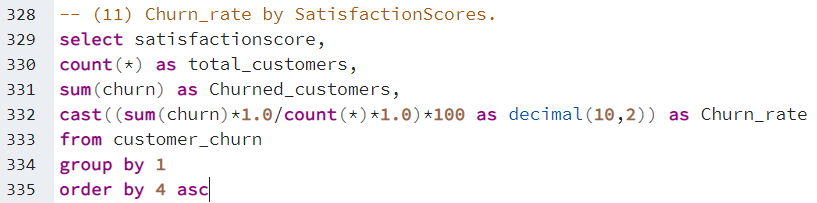 328 -- (11) Churn_rate by SatisfactionScores.
329 select satisfactionscore,
330 count(*) as total_customers,
331 sum(churn) as Churned_customers,
332 cast((sum(churn)*1.0/count(*)*1.0)*100 as decimal(10,2)) as Churn_rate
333 from customer_churn
334 group by 1
335 order by 4 asc